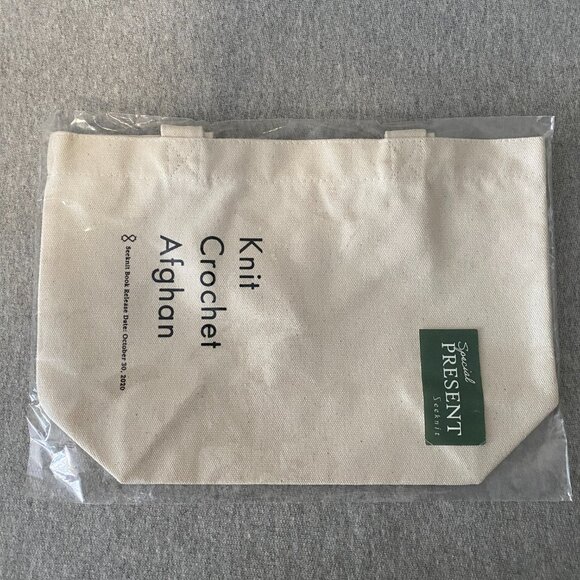 Knit
Crochet
Afghan
Seeknit Book Release Date: October 30, 2020
Special
PRESENT
Seeknit